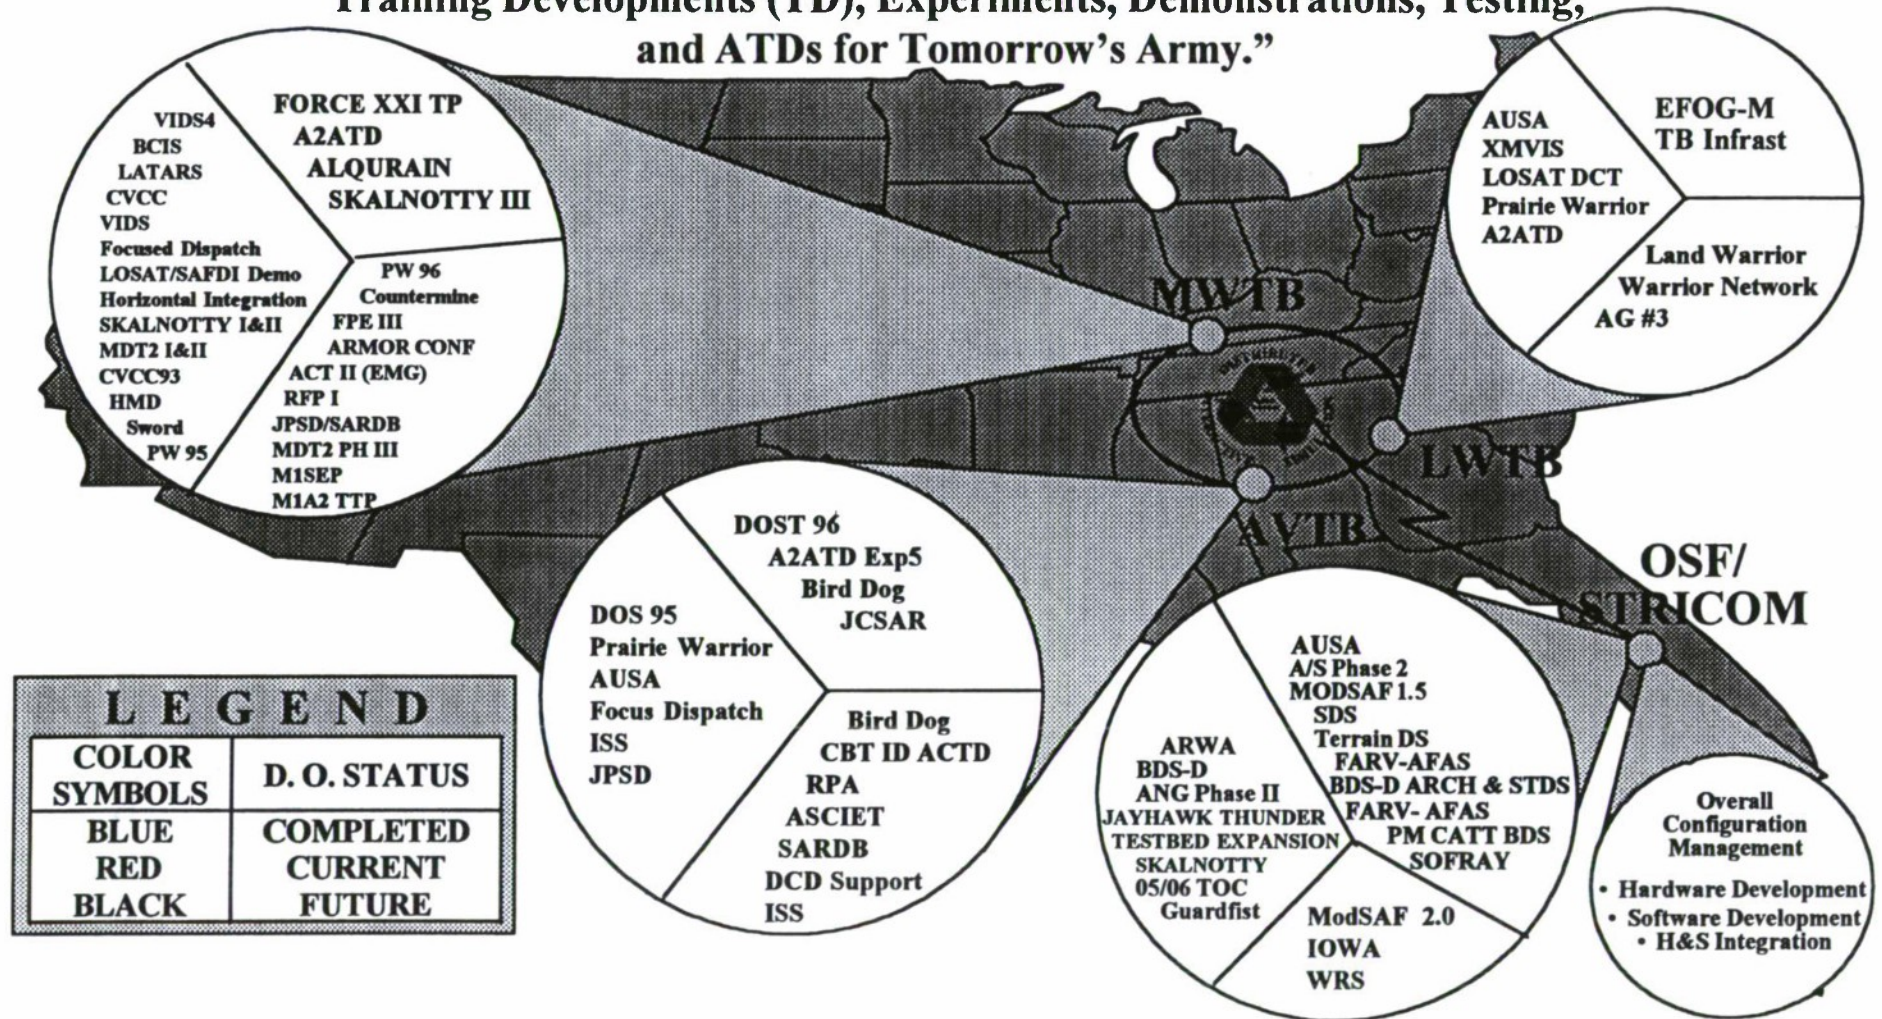 Training Developments (TD), Experiments, Demonstrations, Testing,
and ATDs for Tomorrow's Army."
VIDS4
BCIS
LATARS
CVCC
VIDS
Focused Dispatch
LOSAT/SAFDI Demo
Horizontal Integration
SKALNOTTY I&II
MDT2 I&II
CVCC93
HMD
Sword
PW 95
FORCE XXI TP
A2ATD
ALQURAIN
SKALNOTTY III
PW 96
Countermine
FPE III
ARMOR CONF
ACT II (EMG)
RFP I
JPSD/SARDB
MDT2 PH III
M1SEP
M1A2 TTP
AUSA
XMVIS
LOSAT DCT
Prairie Warrior
A2ATD
EFOG-M
TB Infrast
Land Warrior
Warrior Network
AG #3
MWTB
LWTB
AVTB
OSF/
STRICOM
DISTRIBUTED
DOS 95
Prairie Warrior
AUSA
Focus Dispatch
ISS
JPSD
DOST 96
A2ATD Exp5
Bird Dog
JCSAR
Bird Dog
CBT ID ACTD
RPA
ASCIET
SARDB
DCD Support
ISS
ARWA
BDS-D
ANG Phase II
JAYHAWK THUNDER
TESTBED EXPANSION
SKALNOTTY
05/06 TOC
Guardfist
AUSA
A/S Phase 2
MODSAF 1.5
SDS
Terrain DS
FARV-AFAS
BDS-D ARCH & STDS
FARV- AFAS
PM CATT BDS
SOFRAY
ModSAF 2.0
IOWA
WRS
Overall
Configuration
Management
• Hardware Development
• Software Development
• H&S Integration
LEGEND
COLOR
SYMBOLS
D. O. STATUS
BLUE
RED
BLACK
COMPLETED
CURRENT
FUTURE